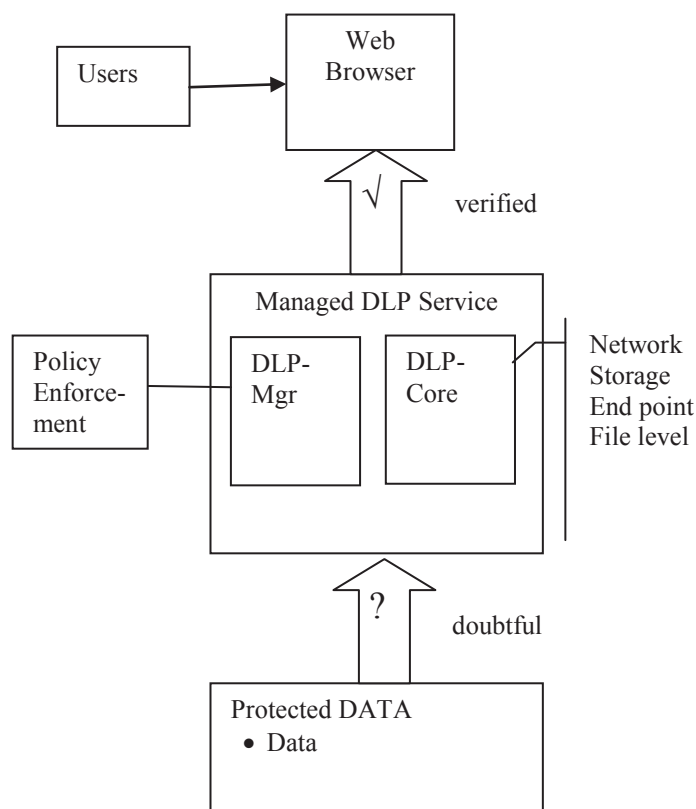 Users
Web
Browser
√
verified
Managed DLP Service
Policy
Enforce-
ment
DLP-
Mgr
DLP-
Core
Network
Storage
End point
File level
?
doubtful
Protected DATA
• Data